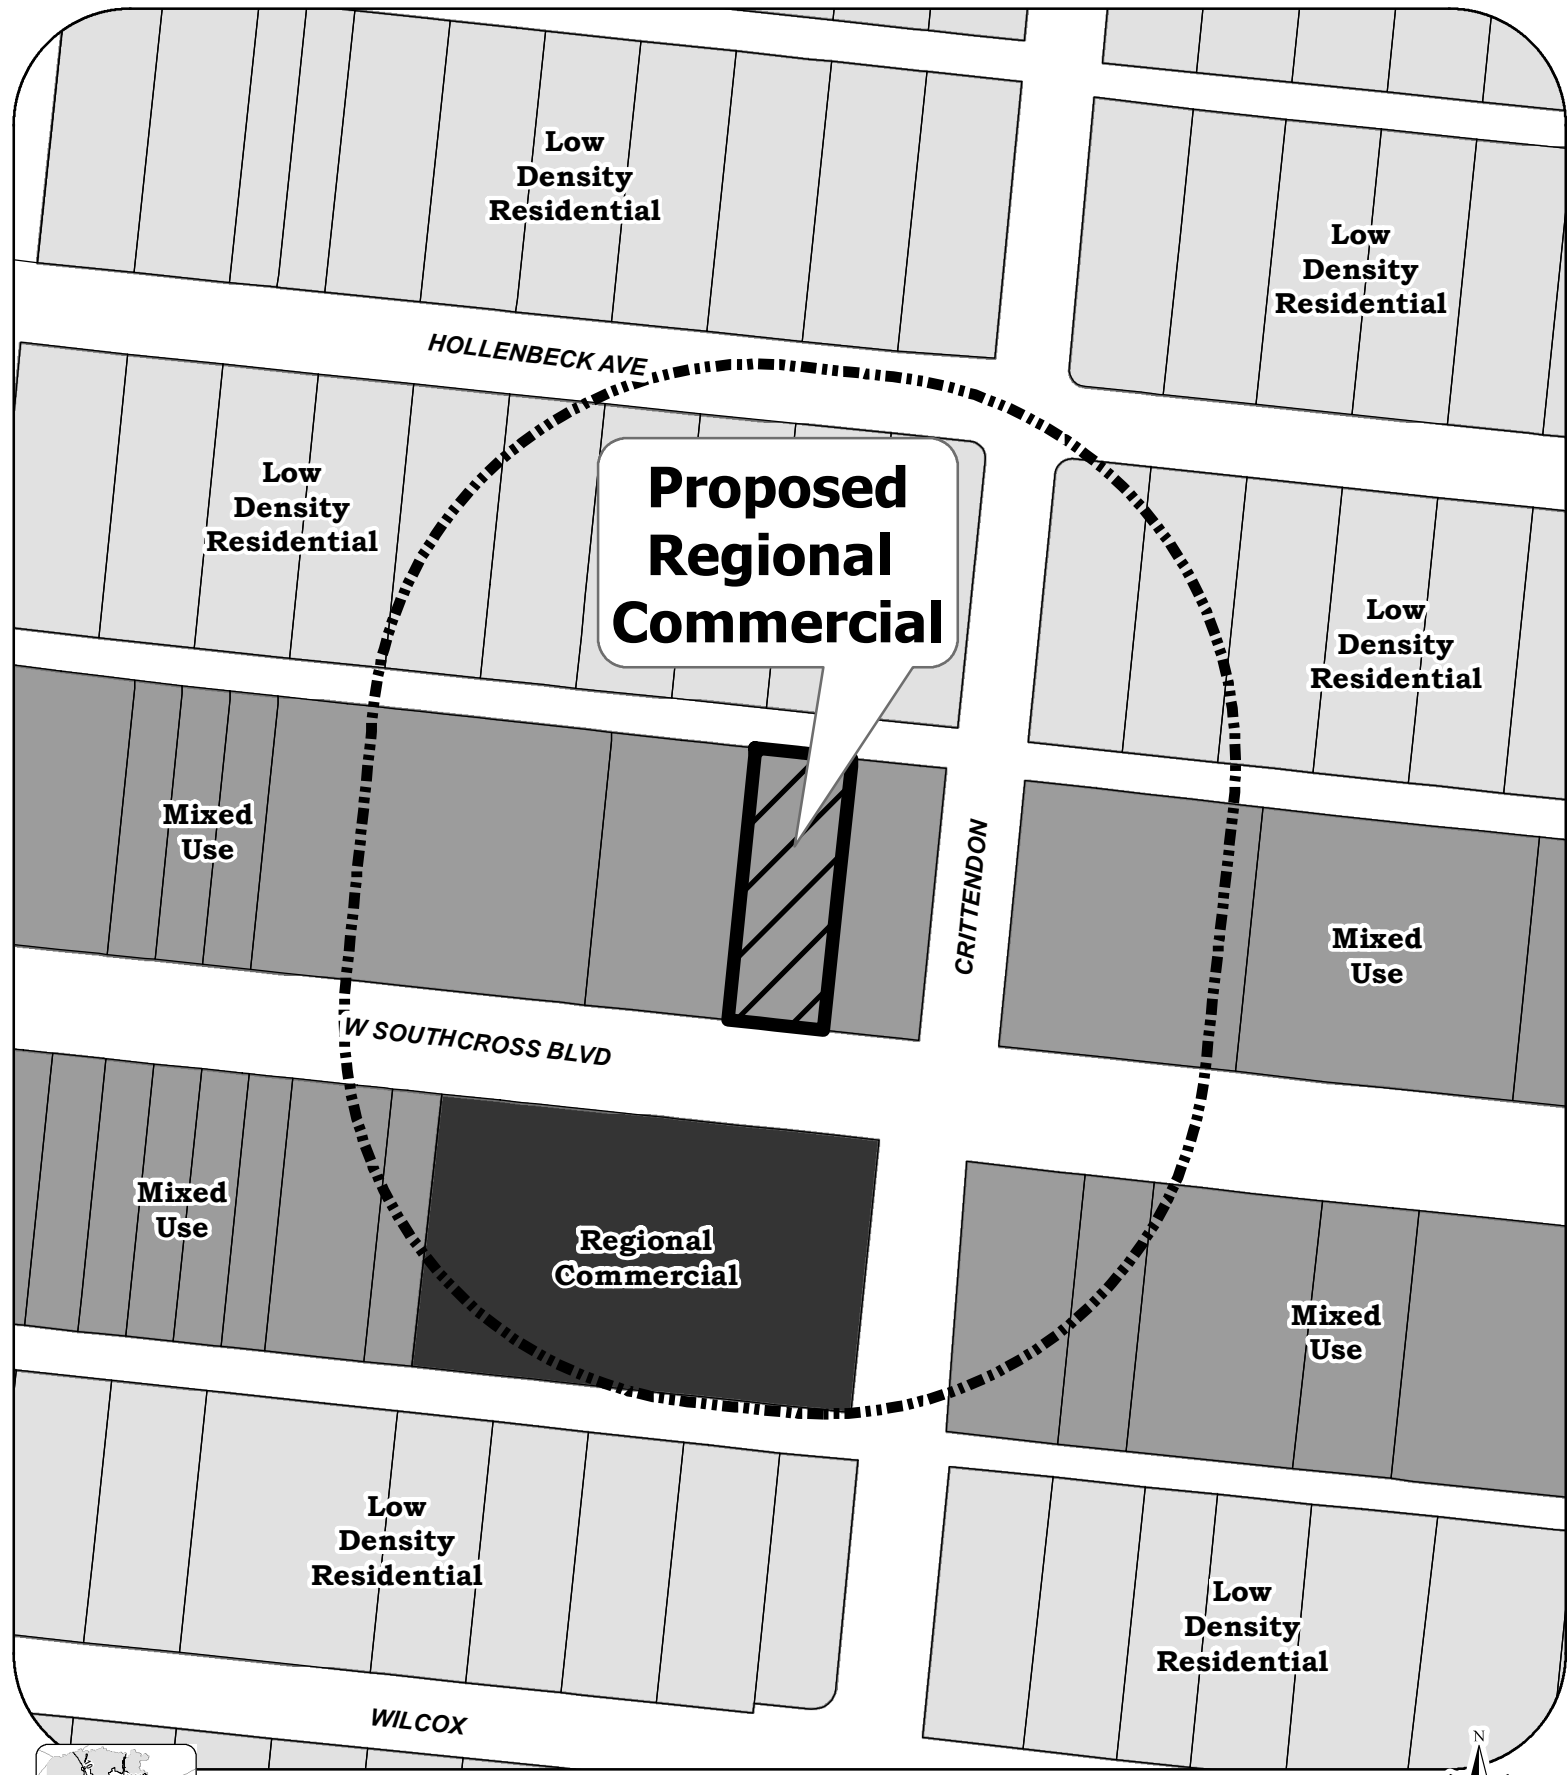 Low
Density
Residential
Low
Density
Residential
HOLLENBECK AVE
Proposed
Regional
Commercial
Low
Density
Residential
Low
Density
Residential
Mixed
Use
CRITTENDON
Mixed
Use
W SOUTHCROSS BLVD
Mixed
Use
Regional
Commercial
Mixed
Use
Low
Density
Residential
Low
Density
Residential
WILCOX
N